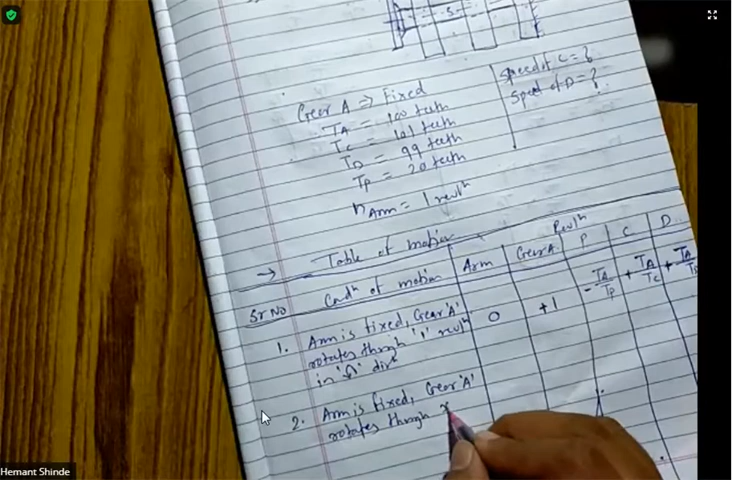 S
Gear A => Fixed
TA = 100 teeth
TC = 101 teeth
TD = 99 teeth
TP = 20 teeth
nArm = 1 revln
Speed of C = ?
Speed of D = ?
→ Table of motion
Revln
Sr No Condn of motion Arm Gear A P C D
1. Arm is fixed, Gear 'A'
rotates through '1' revln
in '↻' dirn
0 +1 -TA/TP +TA/TC +TA/TD
2. Arm is fixed, Gear 'A'
rotates through x
Hemant Shinde